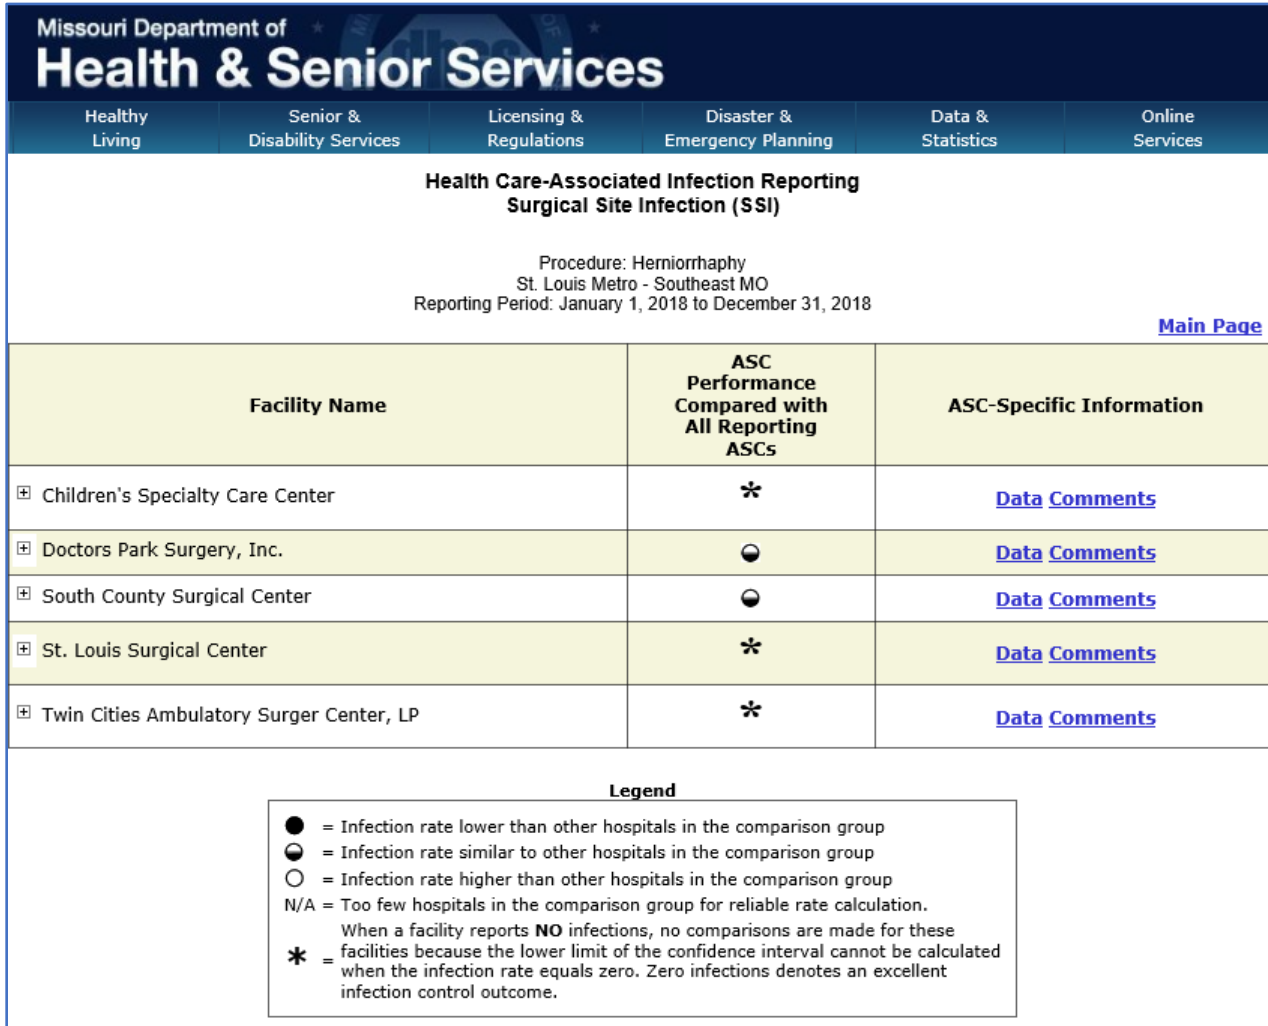 Missouri Department of
Health & Senior Services
Healthy Living
Senior & Disability Services
Licensing & Regulations
Disaster & Emergency Planning
Data & Statistics
Online Services
Health Care-Associated Infection Reporting
Surgical Site Infection (SSI)
Procedure: Herniorrhaphy
St. Louis Metro - Southeast MO
Reporting Period: January 1, 2018 to December 31, 2018
Main Page
Facility Name
ASC
Performance
Compared with
All Reporting
ASCs
ASC-Specific Information
Children's Specialty Care Center * Data Comments
Doctors Park Surgery, Inc. Data Comments
South County Surgical Center Data Comments
St. Louis Surgical Center * Data Comments
Twin Cities Ambulatory Surger Center, LP * Data Comments
Legend
= Infection rate lower than other hospitals in the comparison group
= Infection rate similar to other hospitals in the comparison group
= Infection rate higher than other hospitals in the comparison group
N/A = Too few hospitals in the comparison group for reliable rate calculation.
When a facility reports NO infections, no comparisons are made for these
* = facilities because the lower limit of the confidence interval cannot be calculated
when the infection rate equals zero. Zero infections denotes an excellent
infection control outcome.